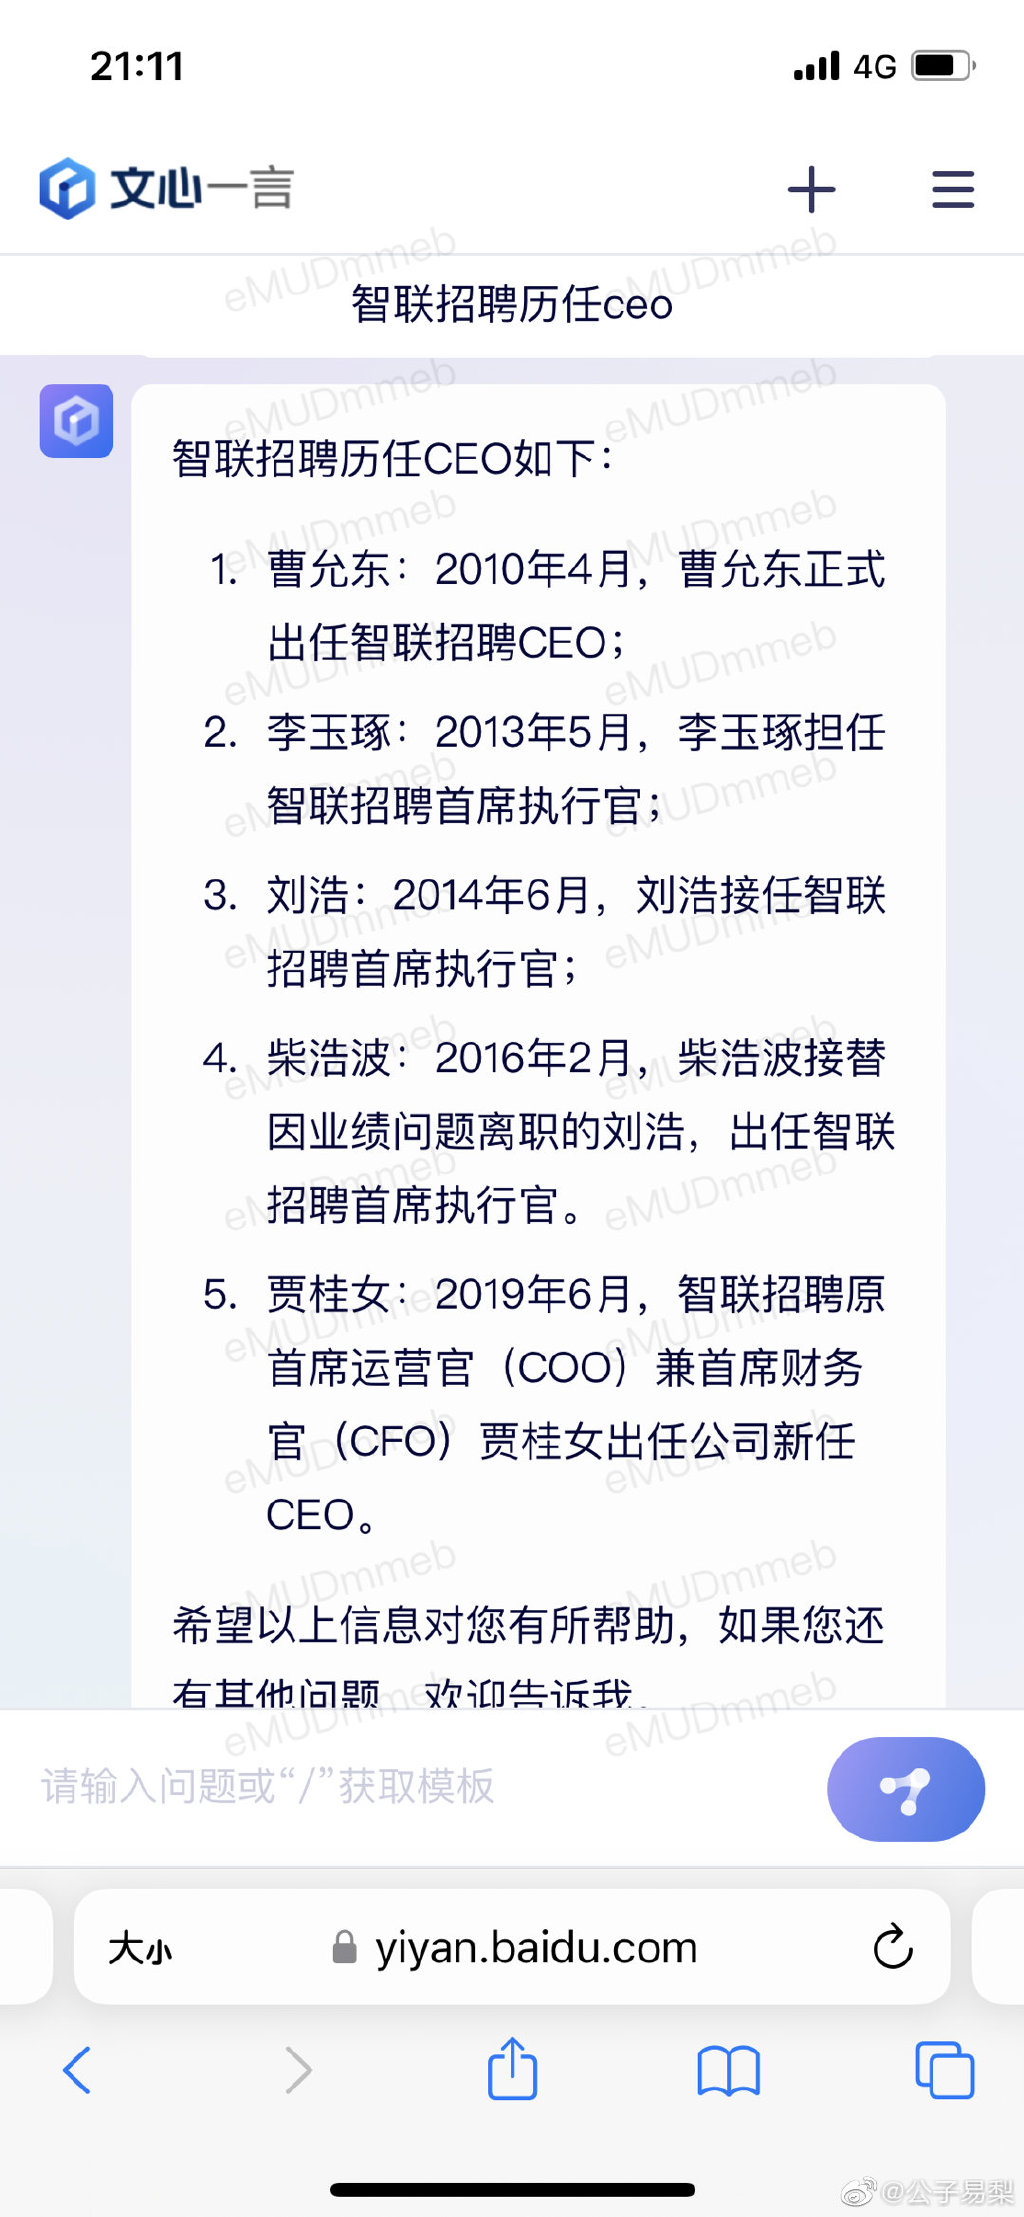 21:11
4G
文心一言
智联招聘历任ceo
智联招聘历任CEO如下：
1. 曹允东：2010年4月，曹允东正式
出任智联招聘CEO；
2. 李玉琢：2013年5月，李玉琢担任
智联招聘首席执行官；
3. 刘浩：2014年6月，刘浩接任智联
招聘首席执行官；
4. 柴浩波：2016年2月，柴浩波接替
因业绩问题离职的刘浩，出任智联
招聘首席执行官。
5. 贾桂女：2019年6月，智联招聘原
首席运营官（COO）兼首席财务
官（CFO）贾桂女出任公司新任
CEO。
希望以上信息对您有所帮助，如果您还
有其他问题，欢迎告诉我。
请输入问题或“/”获取模板
大小
yiyan.baidu.com
@公子易梨
eMUDmmeb